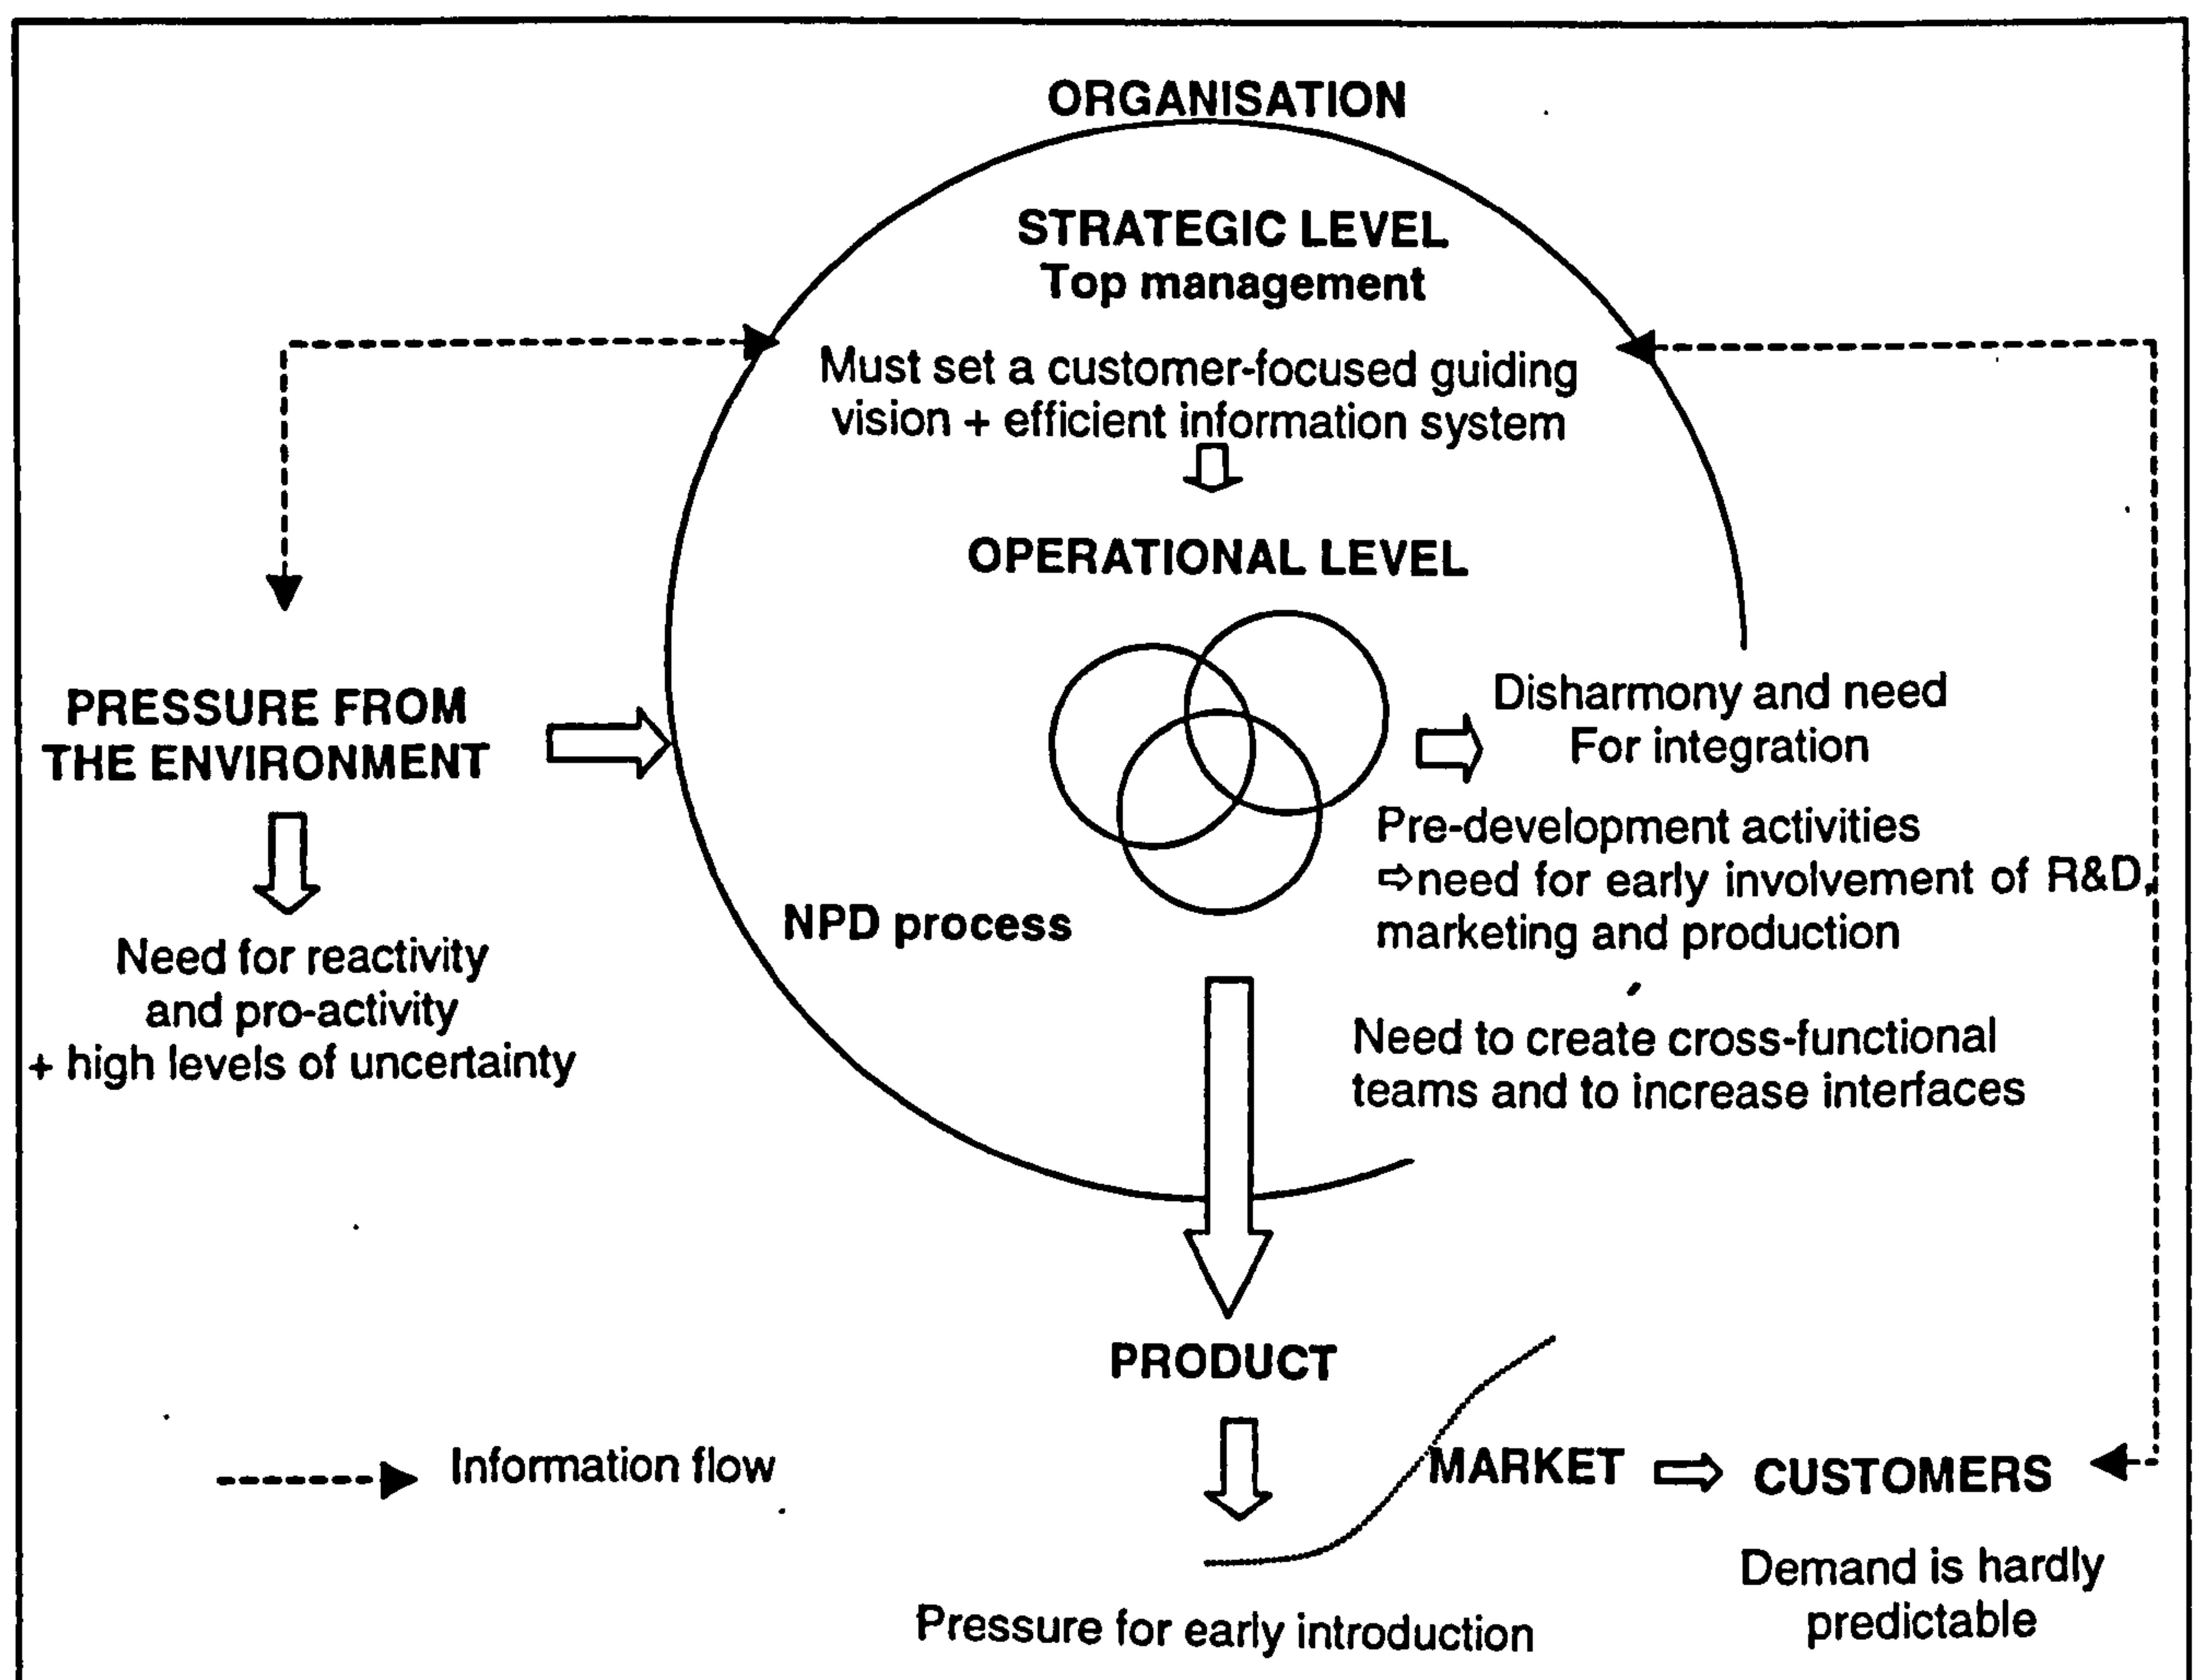 ORGANISATION
STRATEGIC LEVEL
Top management
Must set a customer-focused guiding
vision + efficient information system
OPERATIONAL LEVEL
PRESSURE FROM
THE ENVIRONMENT
Need for reactivity
and pro-activity
+ high levels of uncertainty
NPD process
Disharmony and need
For integration
Pre-development activities
⇨need for early involvement of R&D,
marketing and production
Need to create cross-functional
teams and to increase interfaces
PRODUCT
Information flow
MARKET
CUSTOMERS
Pressure for early introduction
Demand is hardly
predictable